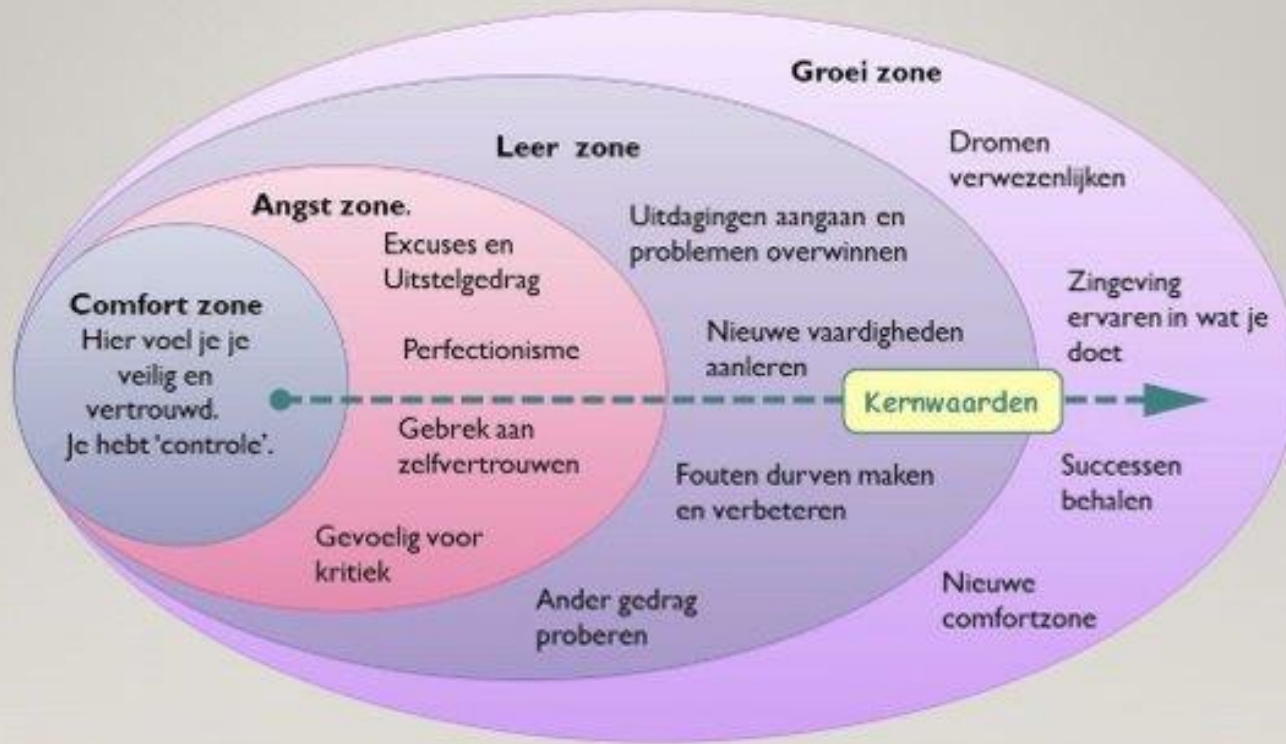 Groei zone
Dromen
verwezenlijken
Zingeving
ervaren in wat je
doet
Successen
behalen
Nieuwe
comfortzone
Leer zone
Uitdagingen aangaan en
problemen overwinnen
Nieuwe vaardigheden
aanleren
Kernwaarden
Fouten durven maken
en verbeteren
Ander gedrag
proberen
Angst zone.
Excuses en
Uitstelgedrag
Perfectionisme
Gebrek aan
zelfvertrouwen
Gevoelig voor
kritiek
Comfort zone
Hier voel je je
veilig en
vertrouwd.
Je hebt 'controle'.